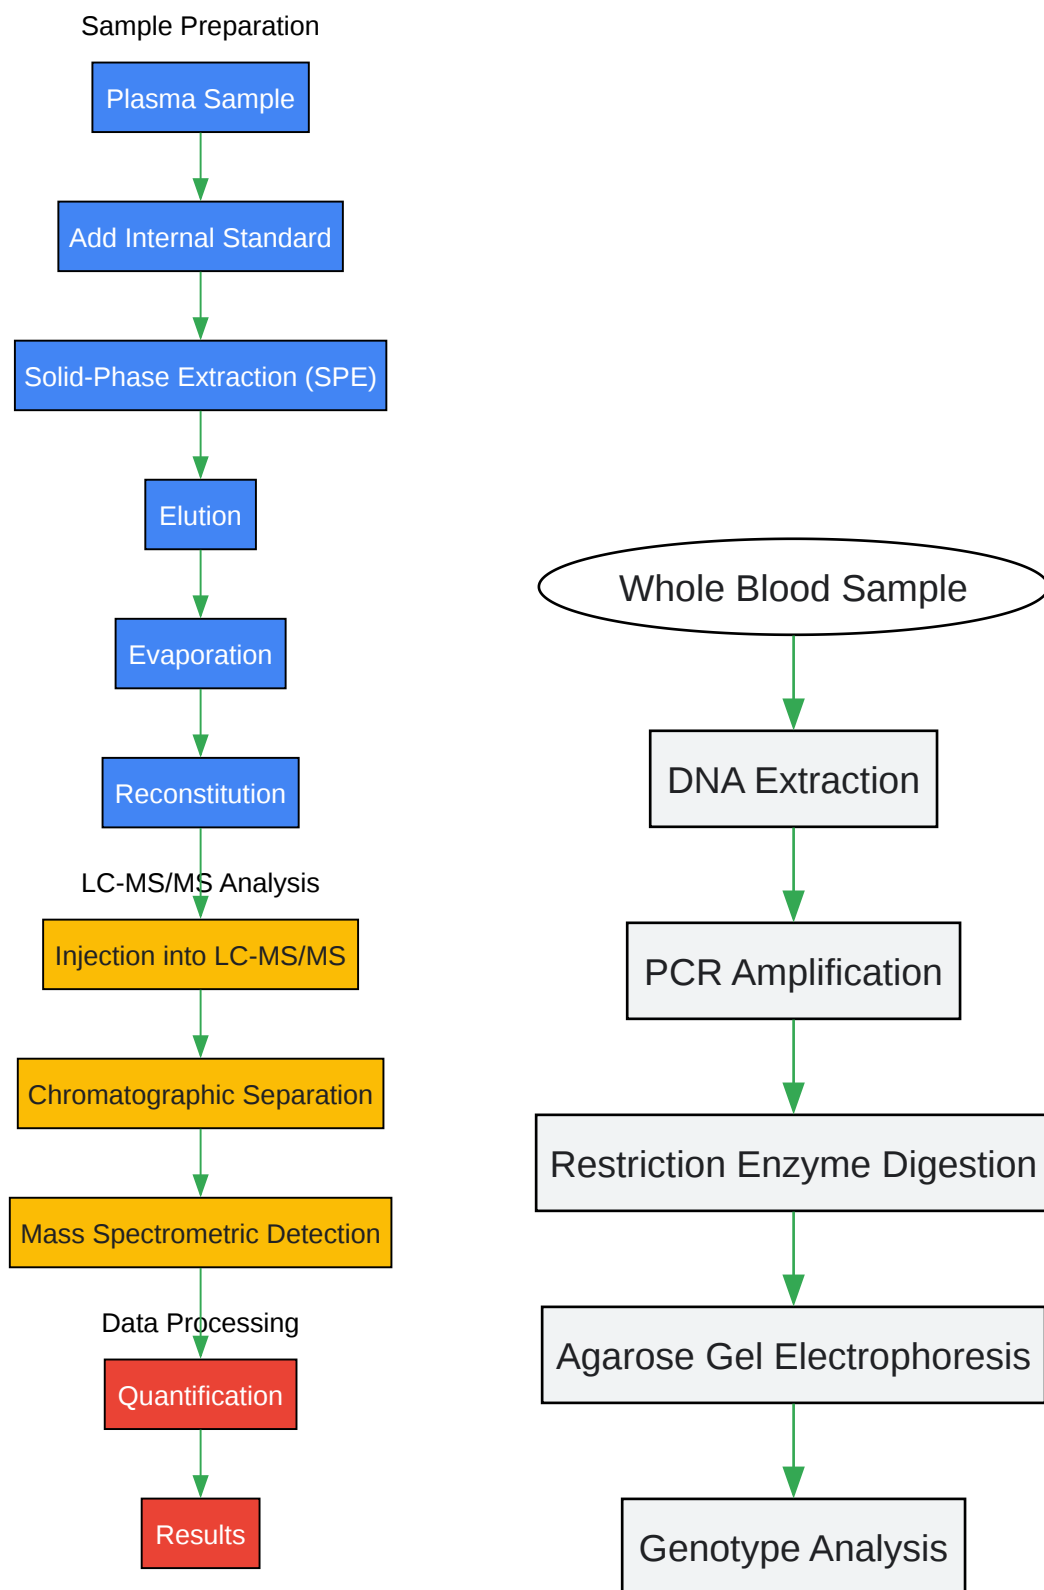 Sample Preparation
Plasma Sample
Add Internal Standard
Solid-Phase Extraction (SPE)
Elution
Evaporation
Reconstitution
LC-MS/MS Analysis
Injection into LC-MS/MS
Chromatographic Separation
Mass Spectrometric Detection
Data Processing
Quantification
Results
Whole Blood Sample
DNA Extraction
PCR Amplification
Restriction Enzyme Digestion
Agarose Gel Electrophoresis
Genotype Analysis